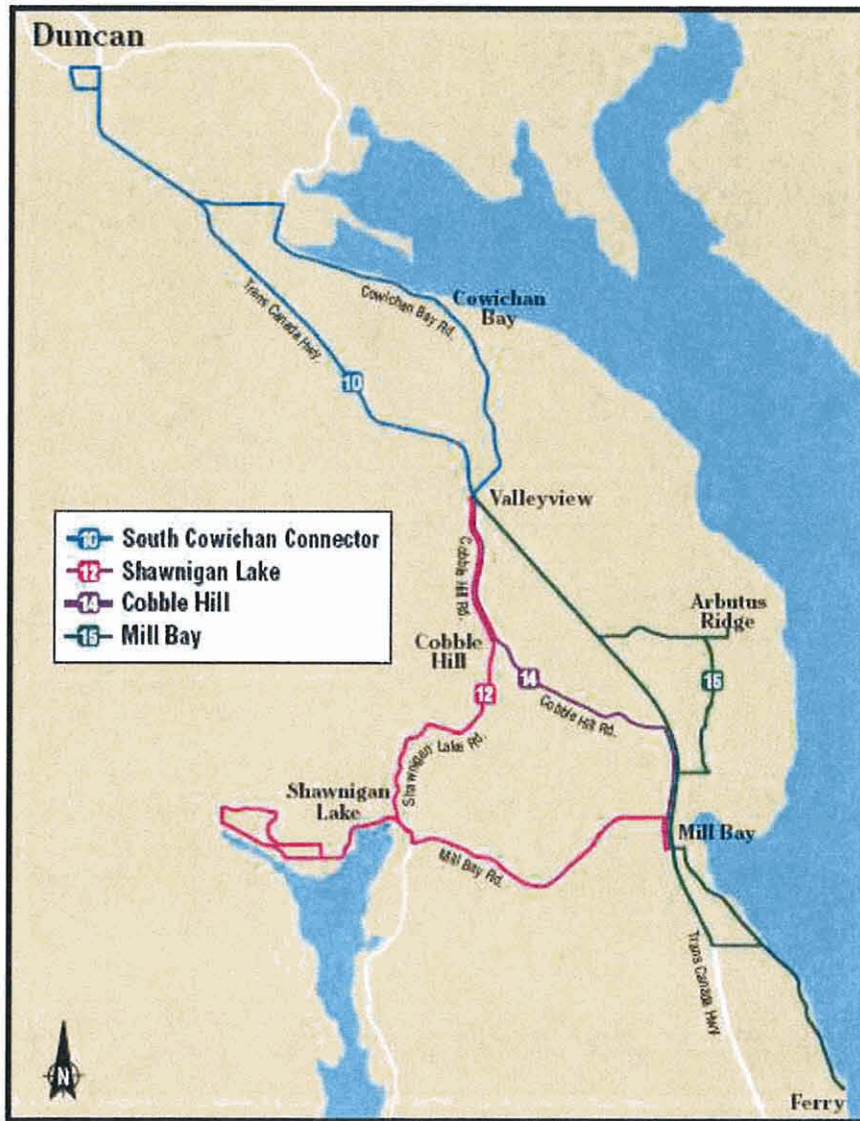 Duncan
Cowichan
Bay
Cowichan Bay Rd.
Trans Canada Hwy.
10
Valleyview
10 South Cowichan Connector
12 Shawnigan Lake
14 Cobble Hill
15 Mill Bay
Cobble Hill Rd.
Arbutus
Ridge
Cobble
Hill
14
15
12
Cobble Hill Rd.
Shawnigan Lake Rd.
Shawnigan
Lake
Mill Bay
Mill Bay Rd.
Trans Canada Hwy
N
Ferry